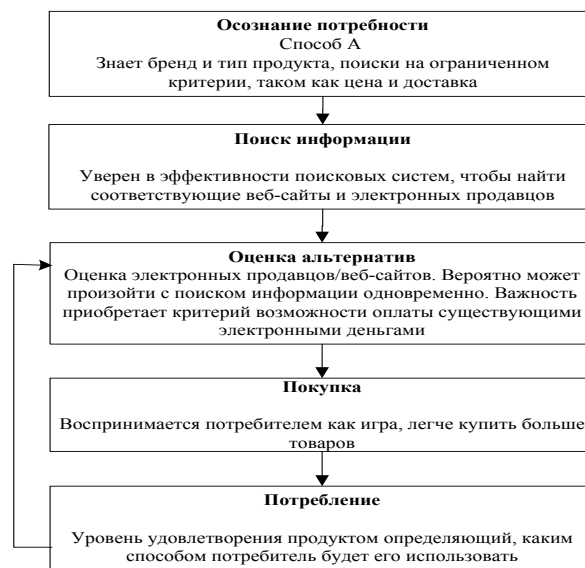 Осознание потребности
Способ А
Знает бренд и тип продукта, поиски на ограниченном
критерии, таком как цена и доставка
Поиск информации
Уверен в эффективности поисковых систем, чтобы найти
соответствующие веб-сайты и электронных продавцов
Оценка альтернатив
Оценка электронных продавцов/веб-сайтов. Вероятно может
произойти с поиском информации одновременно. Важность
приобретает критерий возможности оплаты существующими
электронными деньгами
Покупка
Воспринимается потребителем как игра, легче купить больше
товаров
Потребление
Уровень удовлетворения продуктом определяющий, каким
способом потребитель будет его использовать